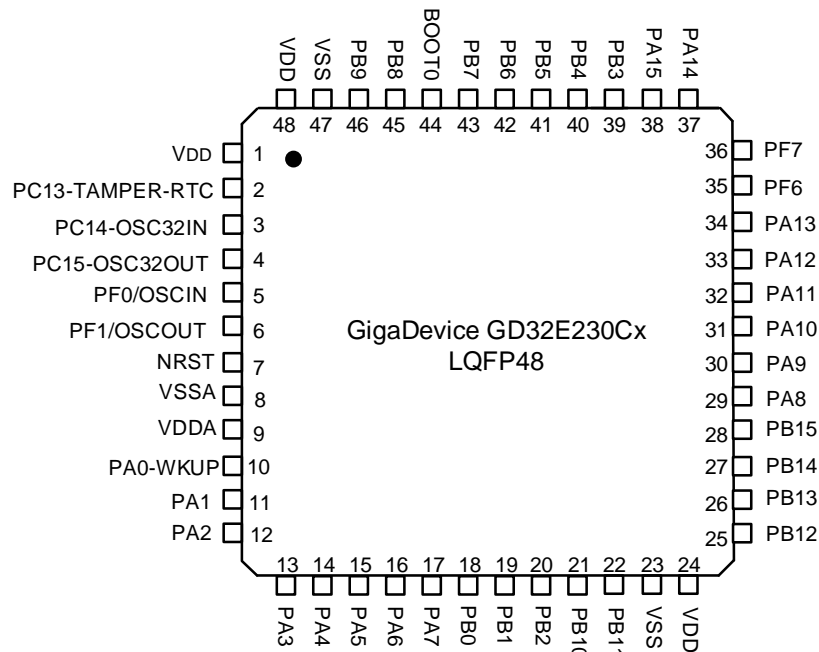 VDD
VSS
PB9
PB8
BOOT0
PB7
PB6
PB5
PB4
PB3
PA15
PA14
48 47 46 45 44 43 42 41 40 39 38 37
VDD 1
PC13-TAMPER-RTC 2
PC14-OSC32IN 3
PC15-OSC32OUT 4
PF0/OSCIN 5
PF1/OSCOUT 6
NRST 7
VSSA 8
VDDA 9
PA0-WKUP 10
PA1 11
PA2 12
GigaDevice GD32E230Cx
LQFP48
36 PF7
35 PF6
34 PA13
33 PA12
32 PA11
31 PA10
30 PA9
29 PA8
28 PB15
27 PB14
26 PB13
25 PB12
13 14 15 16 17 18 19 20 21 22 23 24
PA3
PA4
PA5
PA6
PA7
PB0
PB1
PB2
PB10
VSS
VDD